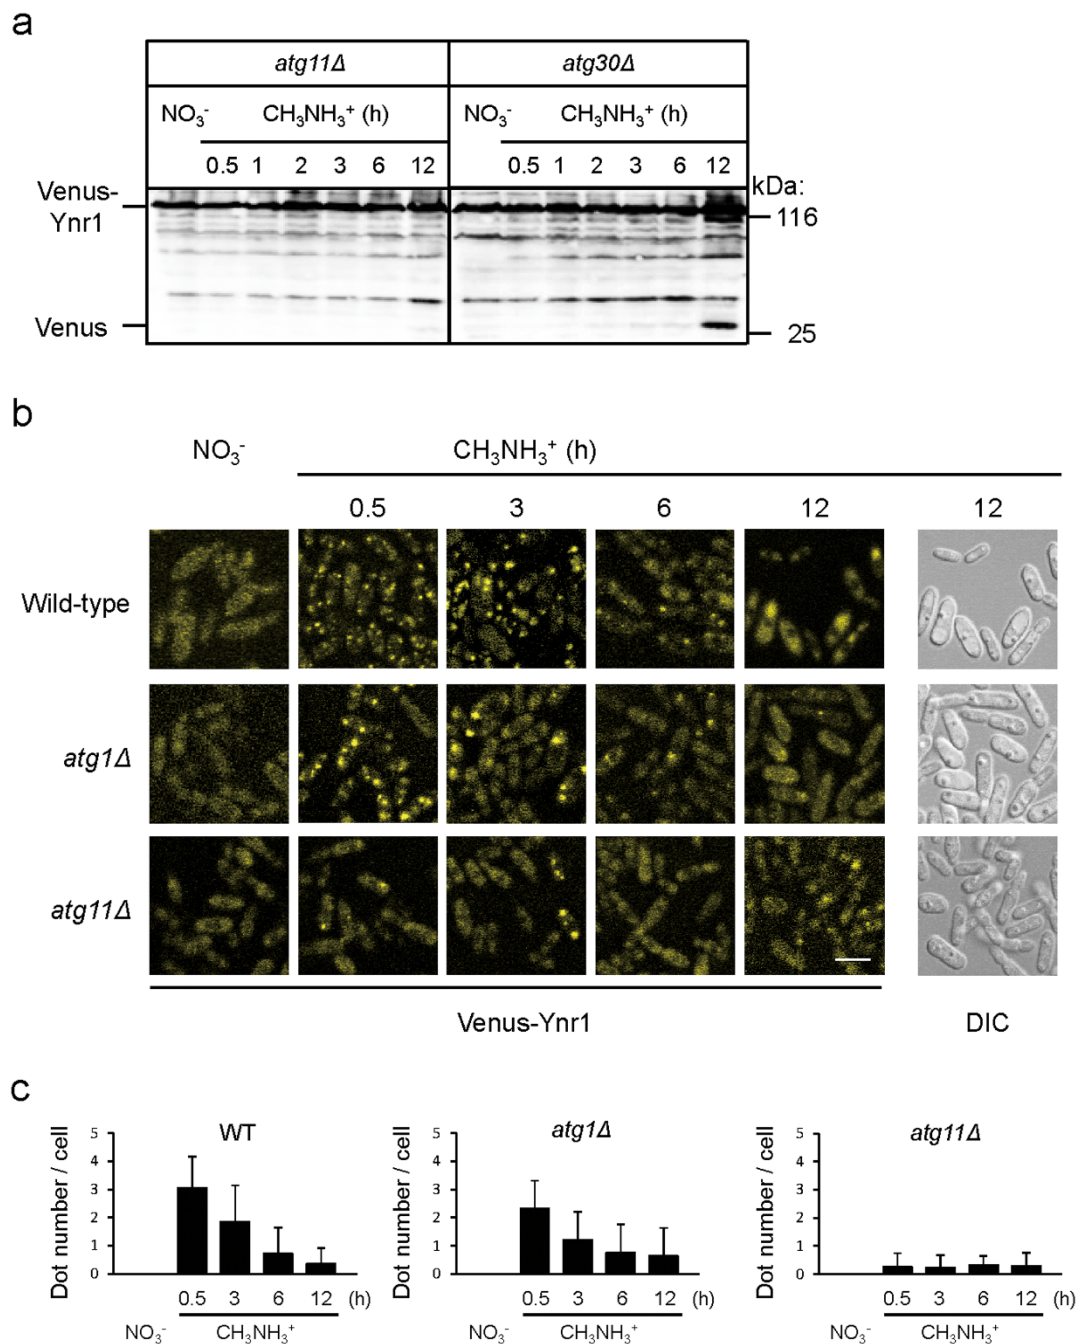 a
atg11Δ atg30Δ
NO₃⁻ CH₃NH₃⁺ (h) NO₃⁻ CH₃NH₃⁺ (h)
0.5 1 2 3 6 12 0.5 1 2 3 6 12
Venus-
Ynr1
kDa:
116
Venus
25
b
NO₃⁻ CH₃NH₃⁺ (h)
0.5 3 6 12 12
Wild-type
atg1Δ
atg11Δ
Venus-Ynr1 DIC
c
WT atg1Δ atg11Δ
Dot number / cell Dot number / cell Dot number / cell
5 5 5
4 4 4
3 3 3
2 2 2
1 1 1
0 0 0
0.5 3 6 12 (h) 0.5 3 6 12 (h) 0.5 3 6 12 (h)
NO₃⁻ CH₃NH₃⁺ NO₃⁻ CH₃NH₃⁺ NO₃⁻ CH₃NH₃⁺